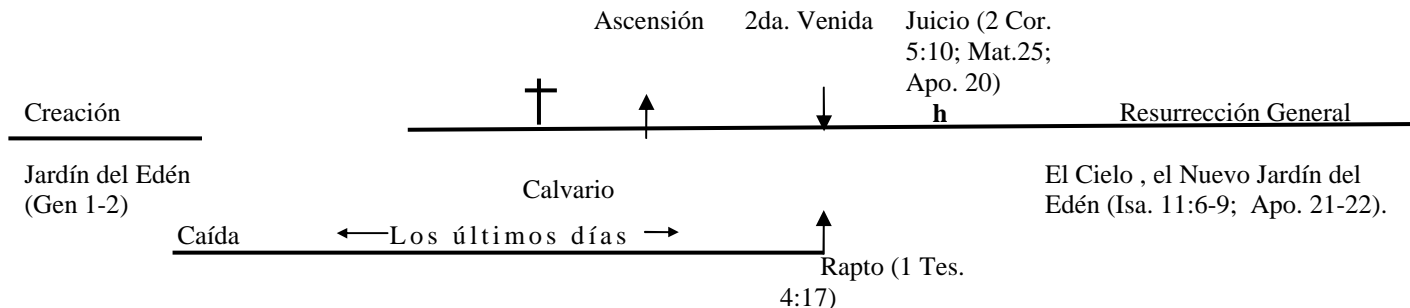 Ascensión
2da. Venida
Juicio (2 Cor.
5:10; Mat.25;
Apo. 20)
Creación
h
Resurrección General
Jardín del Edén
(Gen 1-2)
Calvario
El Cielo , el Nuevo Jardín del
Edén (Isa. 11:6-9; Apo. 21-22).
Caída
Los últimos días
Rapto (1 Tes.
4:17)